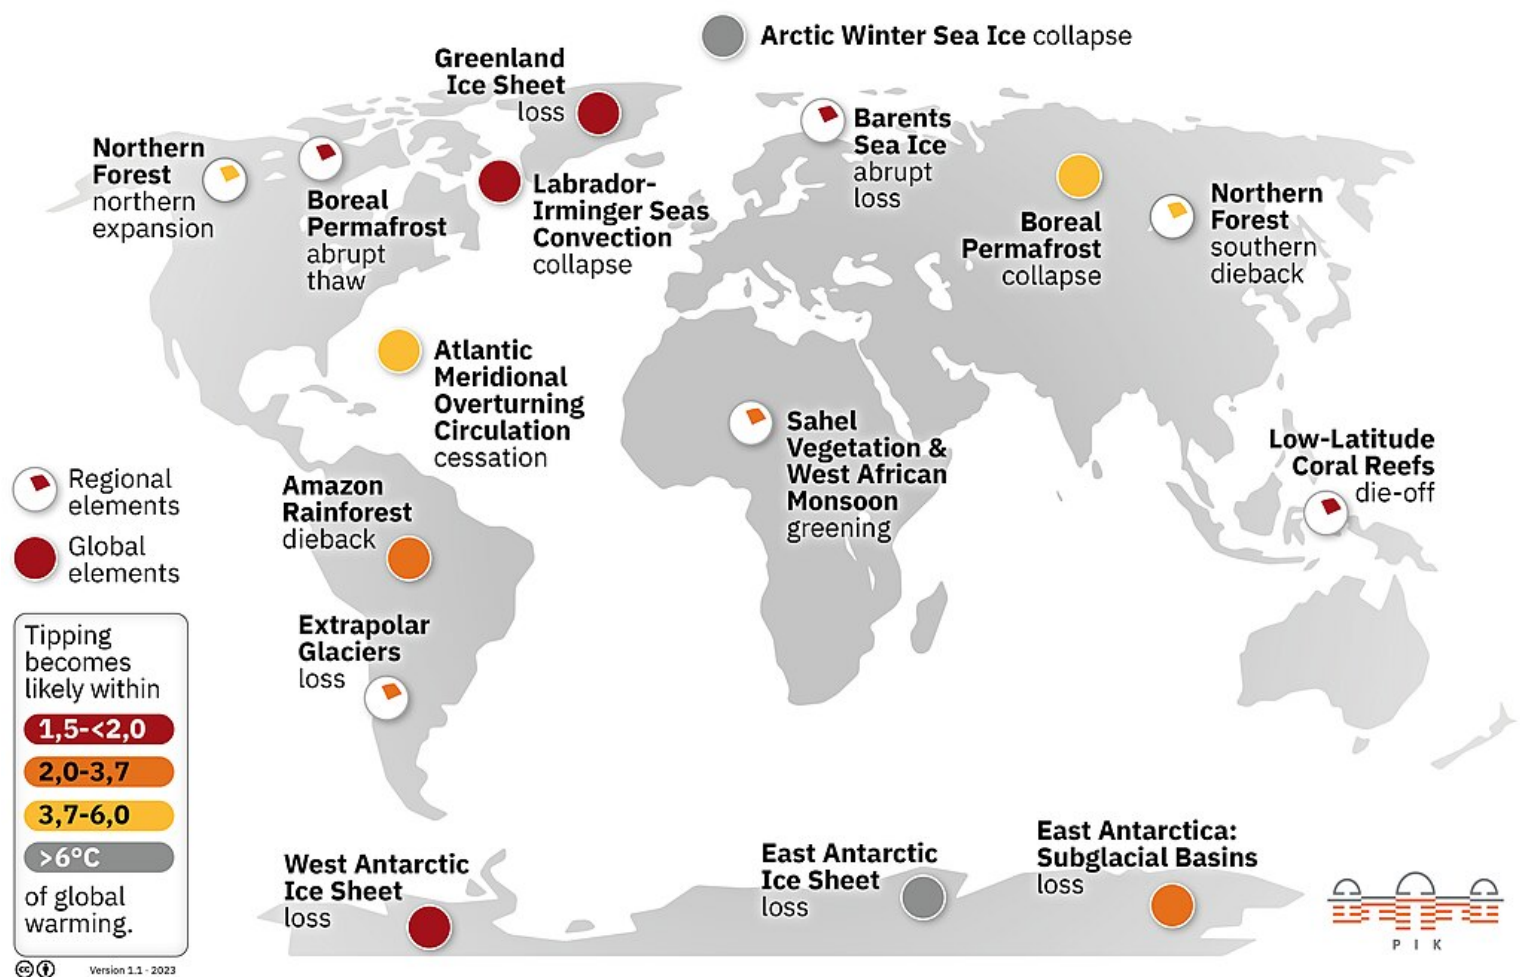 Arctic Winter Sea Ice collapse
Greenland
Ice Sheet
loss
Barents
Sea Ice
abrupt
loss
Northern
Forest
northern
expansion
Boreal
Permafrost
abrupt
thaw
Labrador-
Irminger Seas
Convection
collapse
Boreal
Permafrost
collapse
Northern
Forest
southern
dieback
Atlantic
Meridional
Overturning
Circulation
cessation
Sahel
Vegetation &
West African
Monsoon
greening
Low-Latitude
Coral Reefs
die-off
Regional
elements
Global
elements
Amazon
Rainforest
dieback
Extrapolar
Glaciers
loss
Tipping
becomes
likely within
1,5-<2,0
2,0-3,7
3,7-6,0
>6°C
of global
warming.
West Antarctic
Ice Sheet
loss
East Antarctic
Ice Sheet
loss
East Antarctica:
Subglacial Basins
loss
P I K
cc
Version 1.1 - 2023